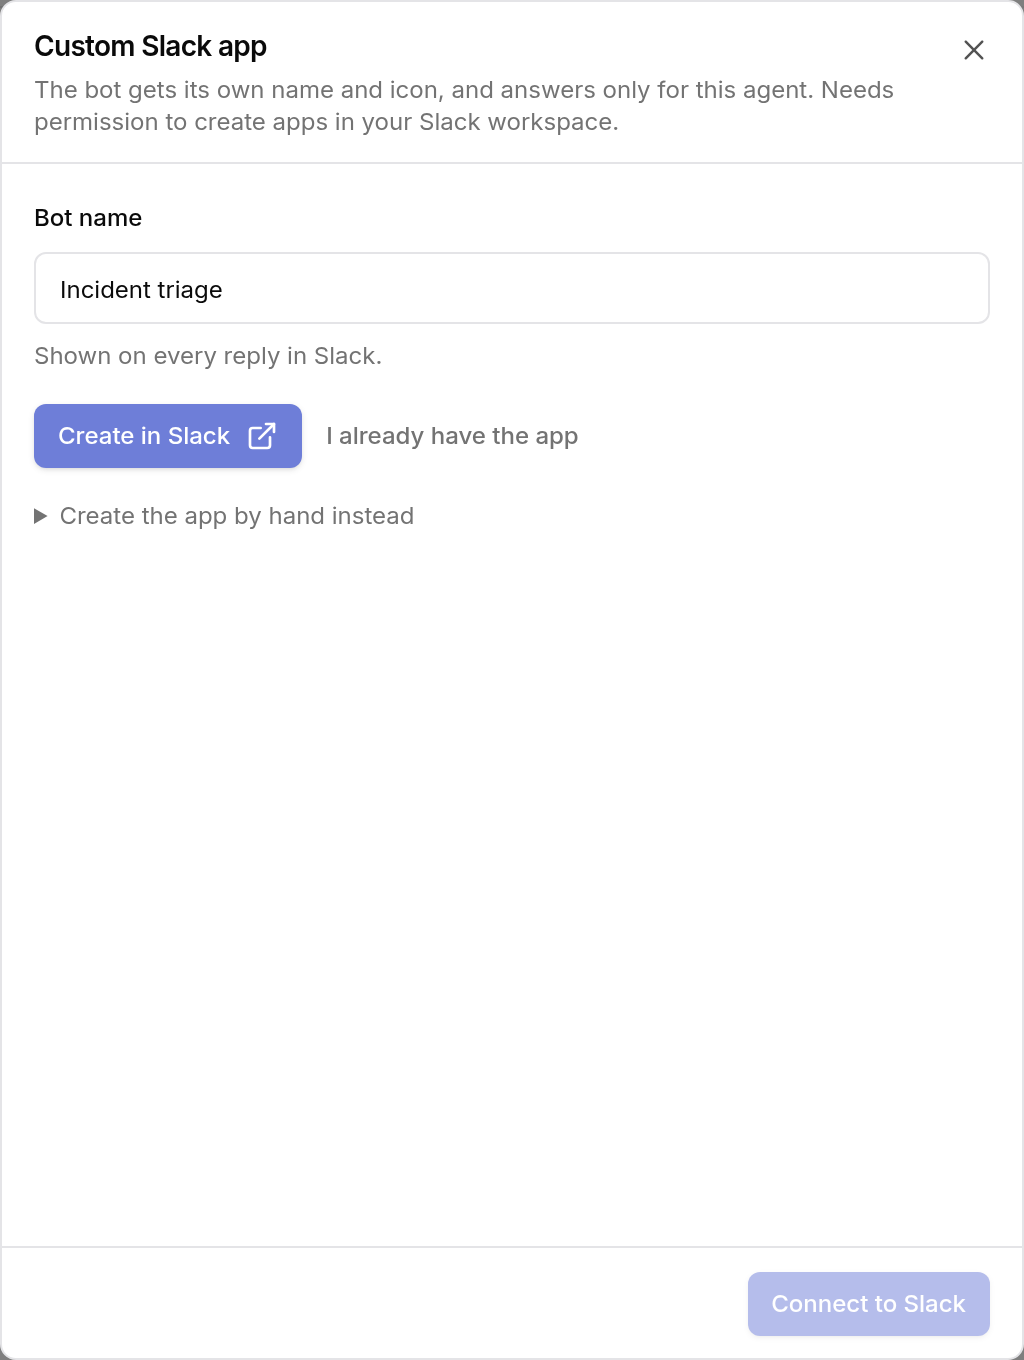 Custom Slack app
The bot gets its own name and icon, and answers only for this agent. Needs
permission to create apps in your Slack workspace.
Bot name
Incident triage
Shown on every reply in Slack.
Create in Slack
I already have the app
Create the app by hand instead
Connect to Slack